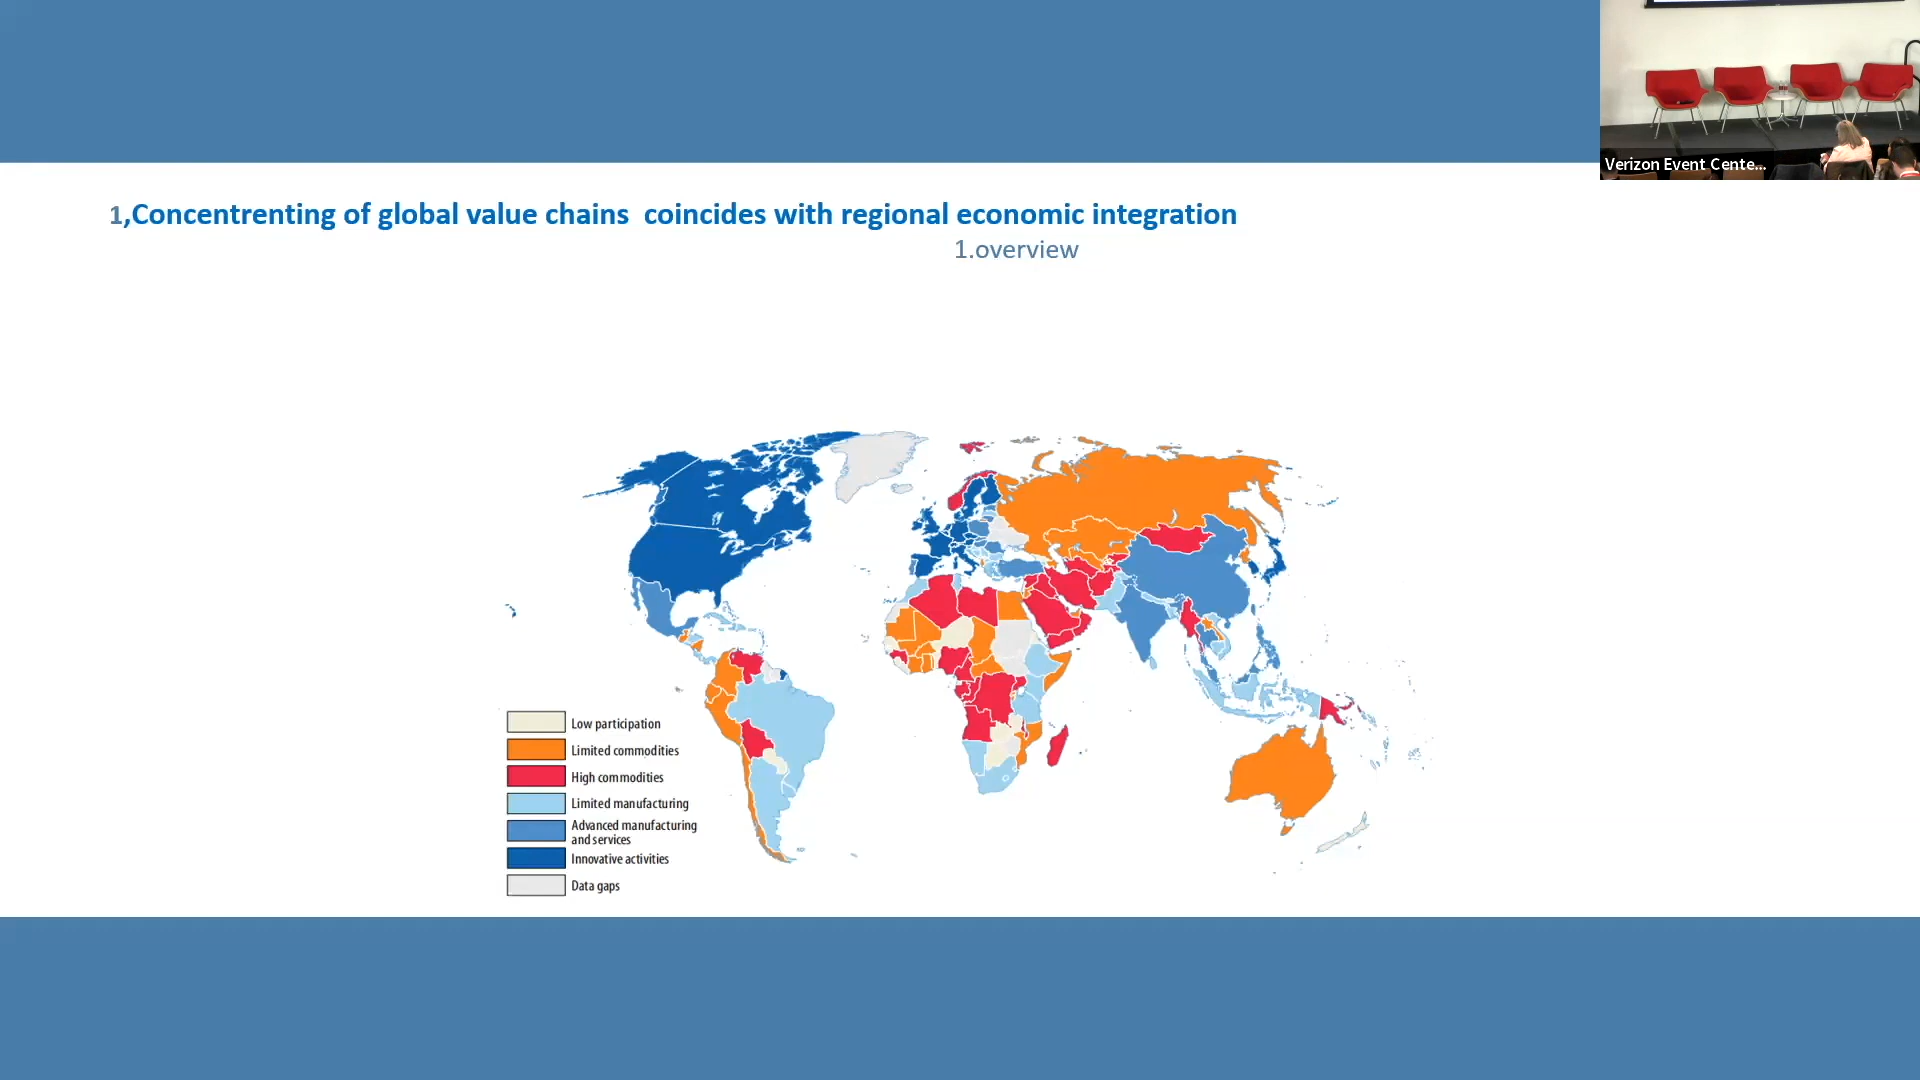 Verizon Event Cente...
1,Concentrenting of global value chains  coincides with regional economic integration
1.overview
Low participation
Limited commodities
High commodities
Limited manufacturing
Advanced manufacturing
and services
Innovative activities
Data gaps